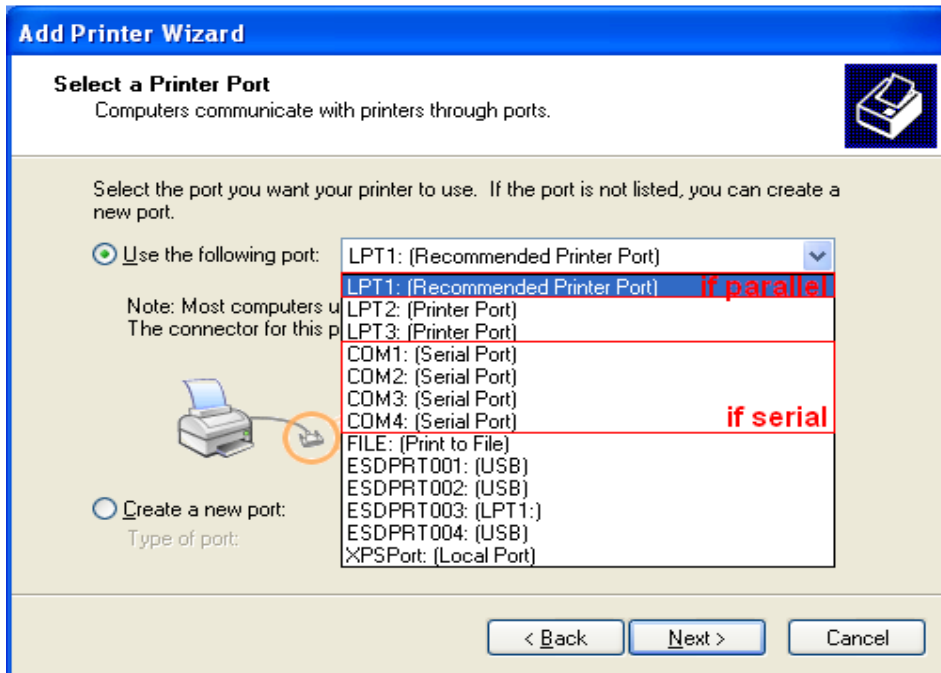 Add Printer Wizard
Select a Printer Port
Computers communicate with printers through ports.
Select the port you want your printer to use. If the port is not listed, you can create a
new port.
Use the following port: LPT1: (Recommended Printer Port)
LPT1: (Recommended Printer Port) if parallel
Note: Most computers u
LPT2: (Printer Port)
The connector for this p
LPT3: (Printer Port)
COM1: (Serial Port)
COM2: (Serial Port)
COM3: (Serial Port)
COM4: (Serial Port) if serial
FILE: (Print to File)
ESDPRT001: (USB)
ESDPRT002: (USB)
ESDPRT003: (LPT1:)
ESDPRT004: (USB)
XPSPort: (Local Port)
Create a new port:
Type of port:
< Back Next > Cancel